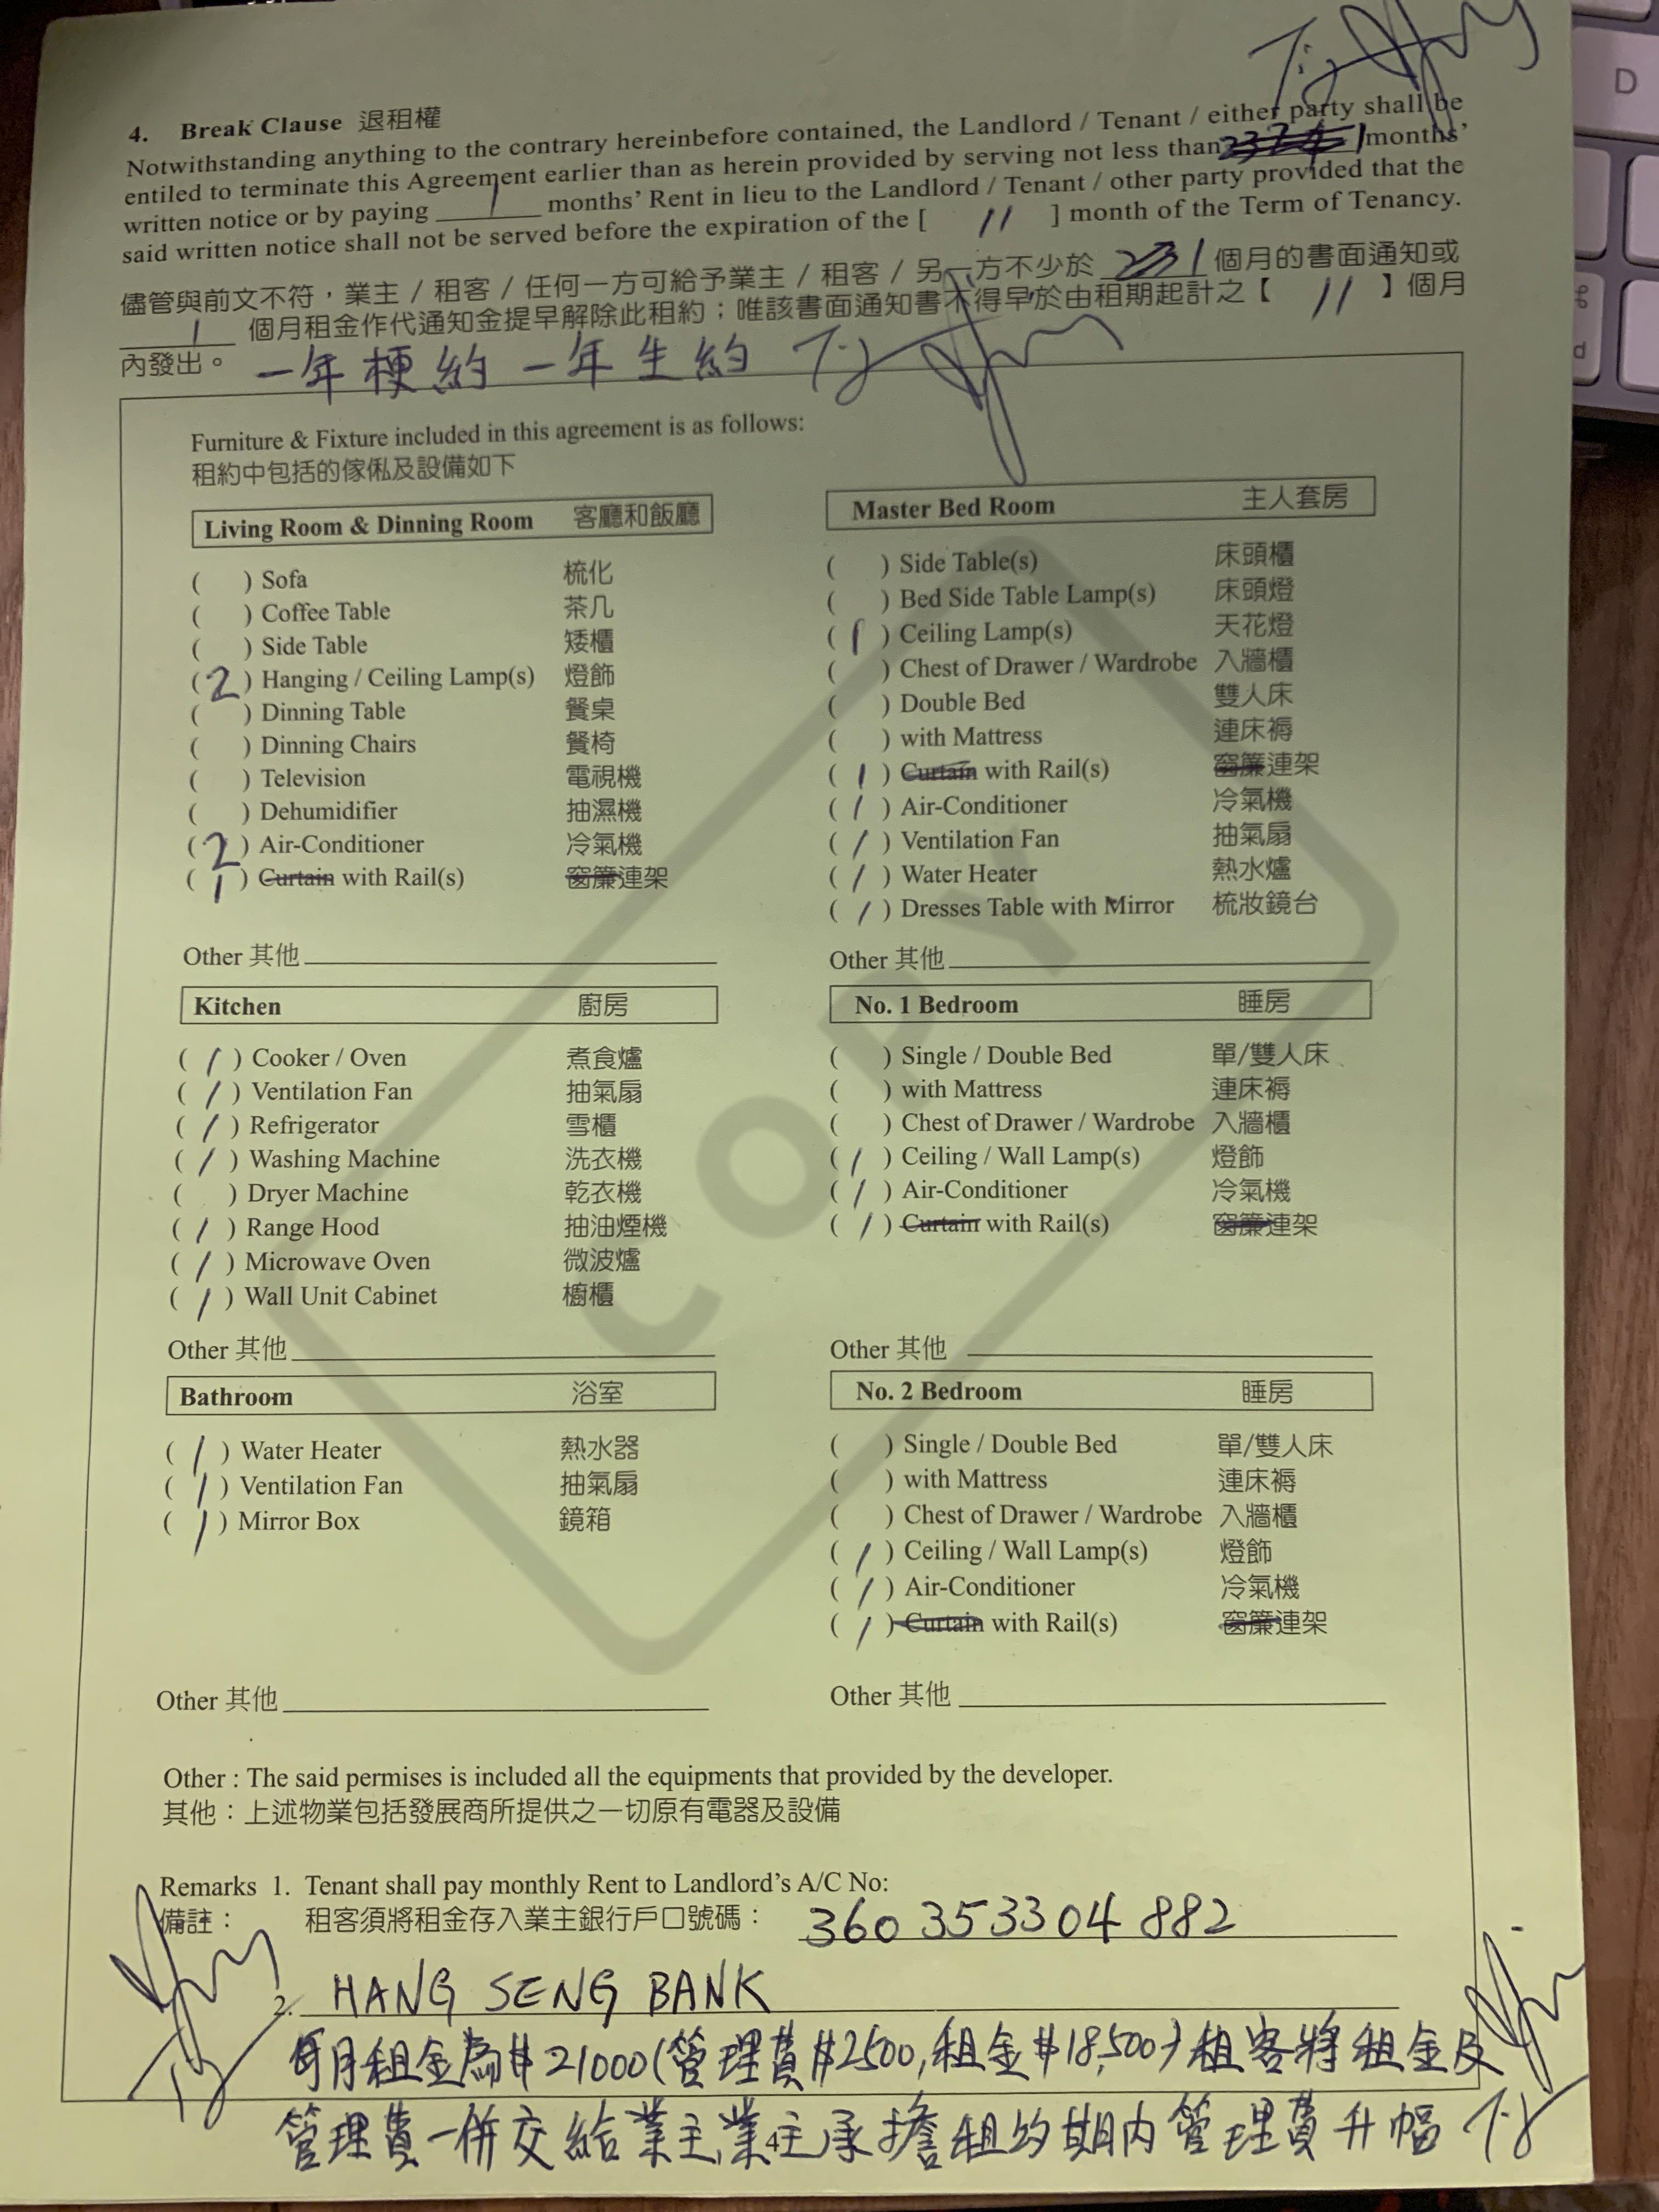 4. Break Clause 退租權
Notwithstanding anything to the contrary hereinbefore contained, the Landlord / Tenant / either party shall be
entiled to terminate this Agreement earlier than as herein provided by serving not less than 1 months'
written notice or by paying 1 months' Rent in lieu to the Landlord / Tenant / other party provided that the
said written notice shall not be served before the expiration of the [ 11 ] month of the Term of Tenancy.
儘管與前文不符，業主 / 租客 / 任何一方可給予業主 / 租客 / 另一方不少於 1 個月的書面通知或
1 個月租金作代通知金提早解除此租約；唯該書面通知書不得早於由租期起計之【 11 】個月
內發出。 一年梗約一年生約
Furniture & Fixture included in this agreement is as follows:
租約中包括的傢俬及設備如下
Living Room & Dinning Room 客廳和飯廳
( ) Sofa 梳化
( ) Coffee Table 茶几
( ) Side Table 矮櫃
( 2 ) Hanging / Ceiling Lamp(s) 燈飾
( ) Dinning Table 餐桌
( ) Dinning Chairs 餐椅
( ) Television 電視機
( ) Dehumidifier 抽濕機
( 2 ) Air-Conditioner 冷氣機
( 1 ) Curtain with Rail(s) 窗簾連架
Other 其他
Master Bed Room 主人套房
( ) Side Table(s) 床頭櫃
( ) Bed Side Table Lamp(s) 床頭燈
( 1 ) Ceiling Lamp(s) 天花燈
( ) Chest of Drawer / Wardrobe 入牆櫃
( ) Double Bed 雙人床
( ) with Mattress 連床褥
( 1 ) Curtain with Rail(s) 窗簾連架
( 1 ) Air-Conditioner 冷氣機
( 1 ) Ventilation Fan 抽氣扇
( 1 ) Water Heater 熱水爐
( 1 ) Dresses Table with Mirror 梳妝鏡台
Other 其他
Kitchen 廚房
( 1 ) Cooker / Oven 煮食爐
( 1 ) Ventilation Fan 抽氣扇
( 1 ) Refrigerator 雪櫃
( 1 ) Washing Machine 洗衣機
( ) Dryer Machine 乾衣機
( 1 ) Range Hood 抽油煙機
( 1 ) Microwave Oven 微波爐
( 1 ) Wall Unit Cabinet 櫥櫃
Other 其他
No. 1 Bedroom 睡房
( ) Single / Double Bed 單/雙人床
( ) with Mattress 連床褥
( ) Chest of Drawer / Wardrobe 入牆櫃
( 1 ) Ceiling / Wall Lamp(s) 燈飾
( 1 ) Air-Conditioner 冷氣機
( 1 ) Curtain with Rail(s) 窗簾連架
Other 其他
Bathroom 浴室
( 1 ) Water Heater 熱水器
( 1 ) Ventilation Fan 抽氣扇
( 1 ) Mirror Box 鏡箱
Other 其他
No. 2 Bedroom 睡房
( ) Single / Double Bed 單/雙人床
( ) with Mattress 連床褥
( ) Chest of Drawer / Wardrobe 入牆櫃
( 1 ) Ceiling / Wall Lamp(s) 燈飾
( 1 ) Air-Conditioner 冷氣機
( 1 ) Curtain with Rail(s) 窗簾連架
Other 其他
COPY
Other : The said permises is included all the equipments that provided by the developer.
其他：上述物業包括發展商所提供之一切原有電器及設備
Remarks 1. Tenant shall pay monthly Rent to Landlord's A/C No:
備註： 租客須將租金存入業主銀行戶口號碼： 360 353304 882
2. HANG SENG BANK
每月租金為$21000(管理費$2500,租金$18,500)租客將租金及
管理費一併交給業主,業主承擔租約期內管理費升幅
4
D